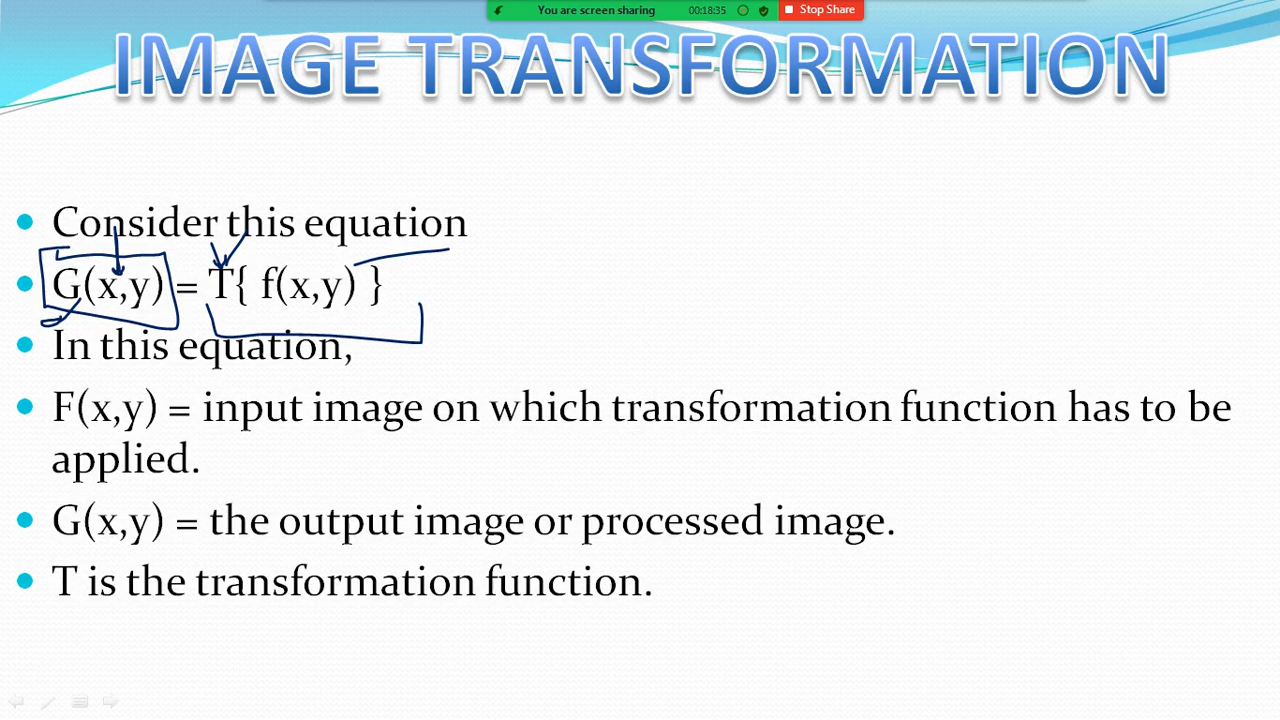 You are screen sharing 00:18:35 Stop Share
IMAGE TRANSFORMATION
Consider this equation
G(x,y) = T{ f(x,y) }
In this equation,
F(x,y) = input image on which transformation function has to be
applied.
G(x,y) = the output image or processed image.
T is the transformation function.